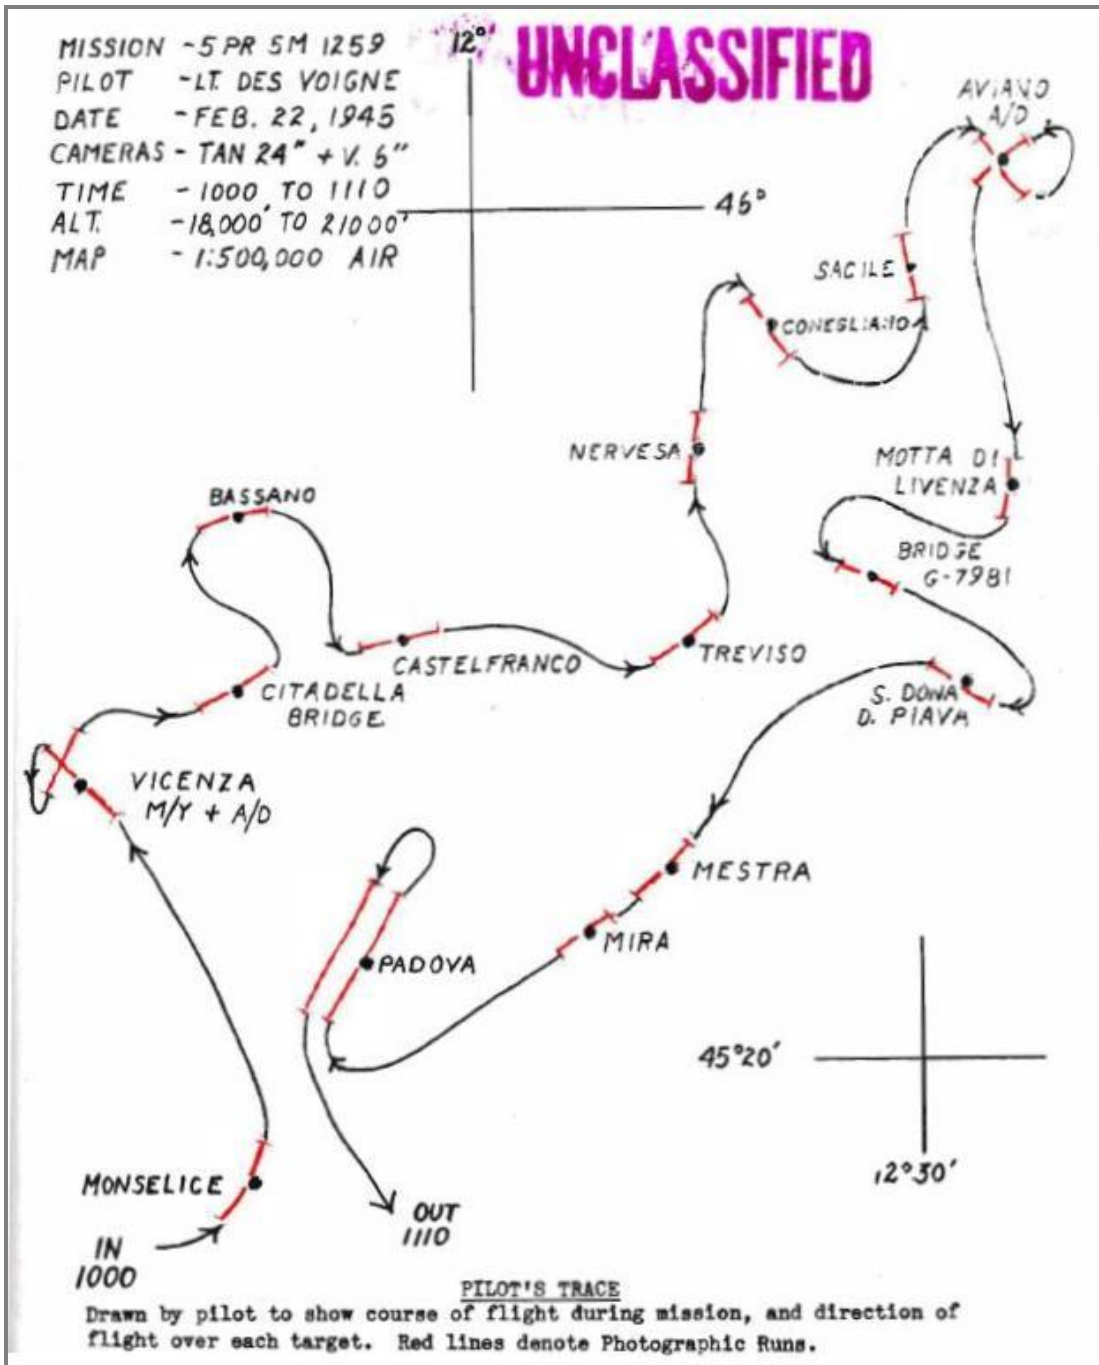 MISSION - 5 PR 5M 1259
PILOT - LT. DES VOIGNE
DATE - FEB. 22, 1945
CAMERAS - TAN 24" + V. 6"
TIME - 1000 TO 1110
ALT. - 18,000' TO 21000'
MAP - 1:500,000 AIR
12°
UNCLASSIFIED
46°
AVIANO
A/D
SACILE
CONEGLIANO
NERVESA
MOTTA DI
LIVENZA
BASSANO
BRIDGE
G-7981
CASTELFRANCO
TREVISO
CITADELLA
BRIDGE
S. DONA
D. PIAVA
VICENZA
M/Y + A/D
MESTRA
MIRA
PADOVA
45°20'
12°30'
MONSELICE
IN
1000
OUT
1110
PILOT'S TRACE
Drawn by pilot to show course of flight during mission, and direction of
flight over each target. Red lines denote Photographic Runs.